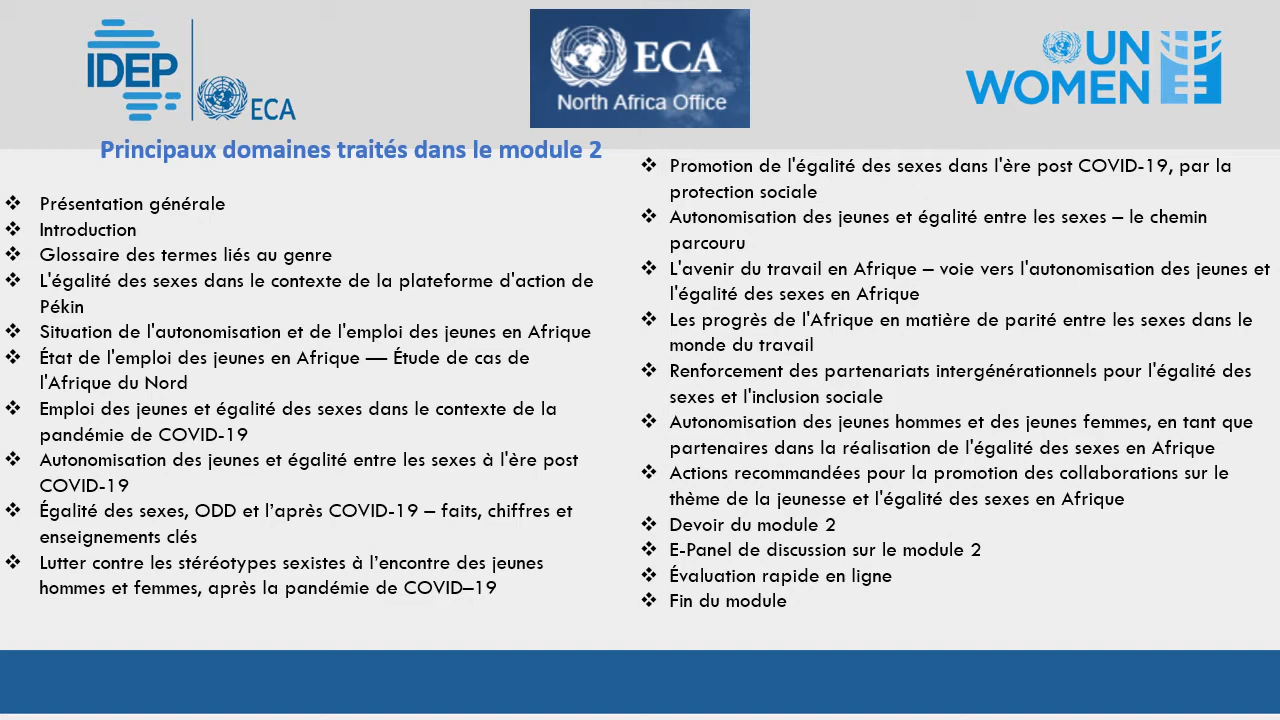 IDEP
ECA
ECA
North Africa Office
UN
WOMEN
Principaux domaines traités dans le module 2
❖ Présentation générale
❖ Introduction
❖ Glossaire des termes liés au genre
❖ L'égalité des sexes dans le contexte de la plateforme d'action de
Pékin
❖ Situation de l'autonomisation et de l'emploi des jeunes en Afrique
❖ État de l'emploi des jeunes en Afrique — Étude de cas de
l'Afrique du Nord
❖ Emploi des jeunes et égalité des sexes dans le contexte de la
pandémie de COVID-19
❖ Autonomisation des jeunes et égalité entre les sexes à l'ère post
COVID-19
❖ Égalité des sexes, ODD et l’après COVID-19 – faits, chiffres et
enseignements clés
❖ Lutter contre les stéréotypes sexistes à l’encontre des jeunes
hommes et femmes, après la pandémie de COVID–19
❖ Promotion de l'égalité des sexes dans l'ère post COVID-19, par la
protection sociale
❖ Autonomisation des jeunes et égalité entre les sexes – le chemin
parcouru
❖ L'avenir du travail en Afrique – voie vers l'autonomisation des jeunes et
l'égalité des sexes en Afrique
❖ Les progrès de l'Afrique en matière de parité entre les sexes dans le
monde du travail
❖ Renforcement des partenariats intergénérationnels pour l'égalité des
sexes et l'inclusion sociale
❖ Autonomisation des jeunes hommes et des jeunes femmes, en tant que
partenaires dans la réalisation de l'égalité des sexes en Afrique
❖ Actions recommandées pour la promotion des collaborations sur le
thème de la jeunesse et l'égalité des sexes en Afrique
❖ Devoir du module 2
❖ E-Panel de discussion sur le module 2
❖ Évaluation rapide en ligne
❖ Fin du module